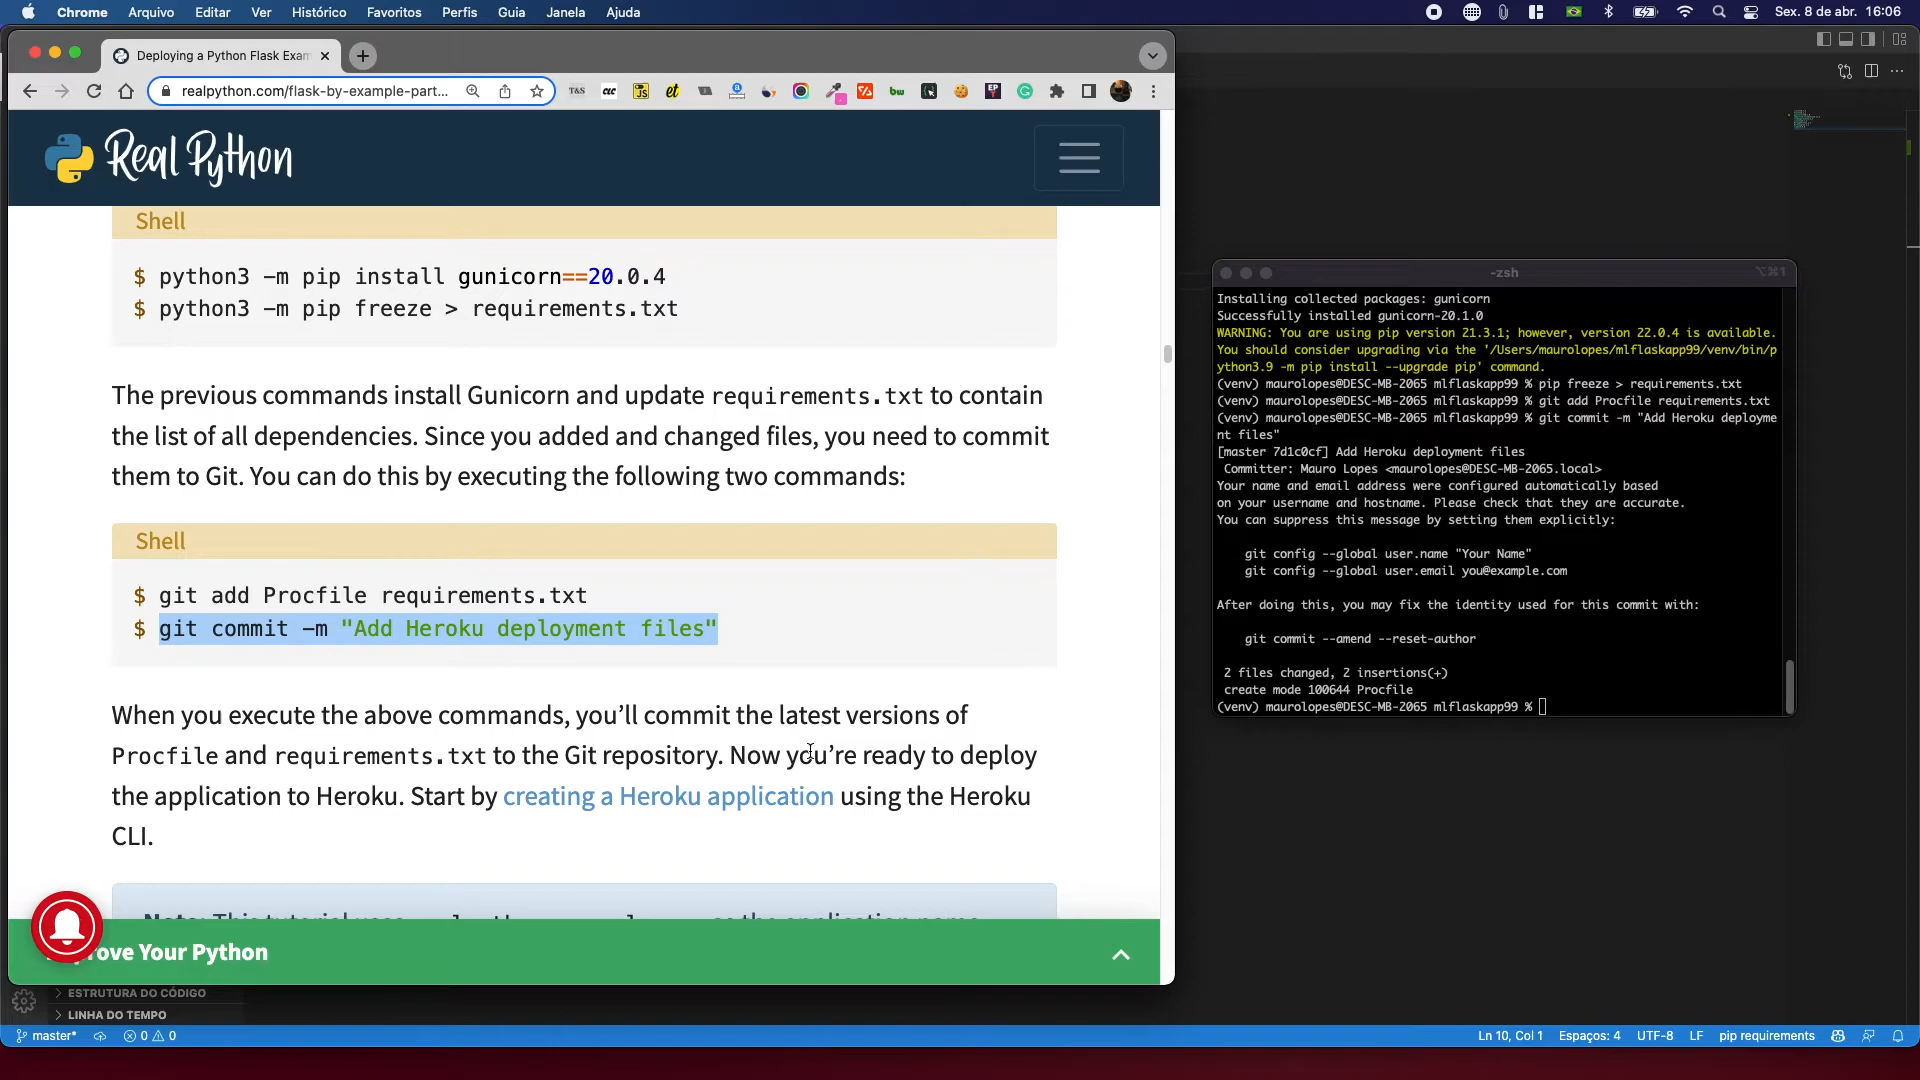 Chrome Arquivo Editar Ver Histórico Favoritos Perfis Guia Janela Ajuda
Sex. 8 de abr. 16:06
Deploying a Python Flask Exam
realpython.com/flask-by-example-part...
Real Python
Shell
$ python3 -m pip install gunicorn==20.0.4
$ python3 -m pip freeze > requirements.txt
The previous commands install Gunicorn and update requirements.txt to contain
the list of all dependencies. Since you added and changed files, you need to commit
them to Git. You can do this by executing the following two commands:
Shell
$ git add Procfile requirements.txt
$ git commit -m "Add Heroku deployment files"
When you execute the above commands, you'll commit the latest versions of
Procfile and requirements.txt to the Git repository. Now you're ready to deploy
the application to Heroku. Start by creating a Heroku application using the Heroku
CLI.
rove Your Python
-zsh
⌥⌘1
Installing collected packages: gunicorn
Successfully installed gunicorn-20.1.0
WARNING: You are using pip version 21.3.1; however, version 22.0.4 is available.
You should consider upgrading via the '/Users/maurolopes/mlflaskapp99/venv/bin/p
ython3.9 -m pip install --upgrade pip' command.
(venv) maurolopes@DESC-MB-2065 mlflaskapp99 % pip freeze > requirements.txt
(venv) maurolopes@DESC-MB-2065 mlflaskapp99 % git add Procfile requirements.txt
(venv) maurolopes@DESC-MB-2065 mlflaskapp99 % git commit -m "Add Heroku deployme
nt files"
[master 7d1c0cf] Add Heroku deployment files
Committer: Mauro Lopes <maurolopes@DESC-MB-2065.local>
Your name and email address were configured automatically based
on your username and hostname. Please check that they are accurate.
You can suppress this message by setting them explicitly:
git config --global user.name "Your Name"
git config --global user.email you@example.com
After doing this, you may fix the identity used for this commit with:
git commit --amend --reset-author
2 files changed, 2 insertions(+)
create mode 100644 Procfile
(venv) maurolopes@DESC-MB-2065 mlflaskapp99 %
ESTRUTURA DO CÓDIGO
LINHA DO TEMPO
master* 0 0
Ln 10, Col 1 Espaços: 4 UTF-8 LF pip requirements